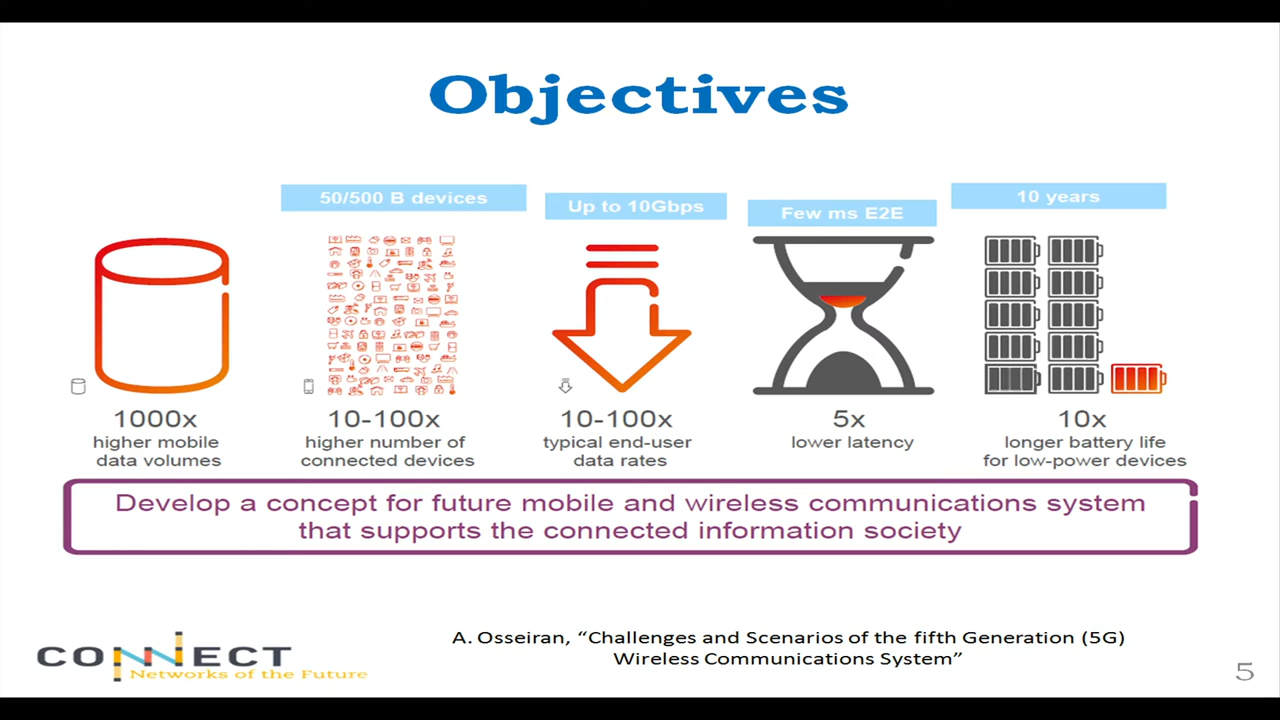 Objectives
50/500 B devices
Up to 10Gbps
Few ms E2E
10 years
1000x
higher mobile
data volumes
10-100x
higher number of
connected devices
10-100x
typical end-user
data rates
5x
lower latency
10x
longer battery life
for low-power devices
Develop a concept for future mobile and wireless communications system
that supports the connected information society
A. Osseiran, “Challenges and Scenarios of the fifth Generation (5G)
Wireless Communications System”
CONNECT
Networks of the Future
5